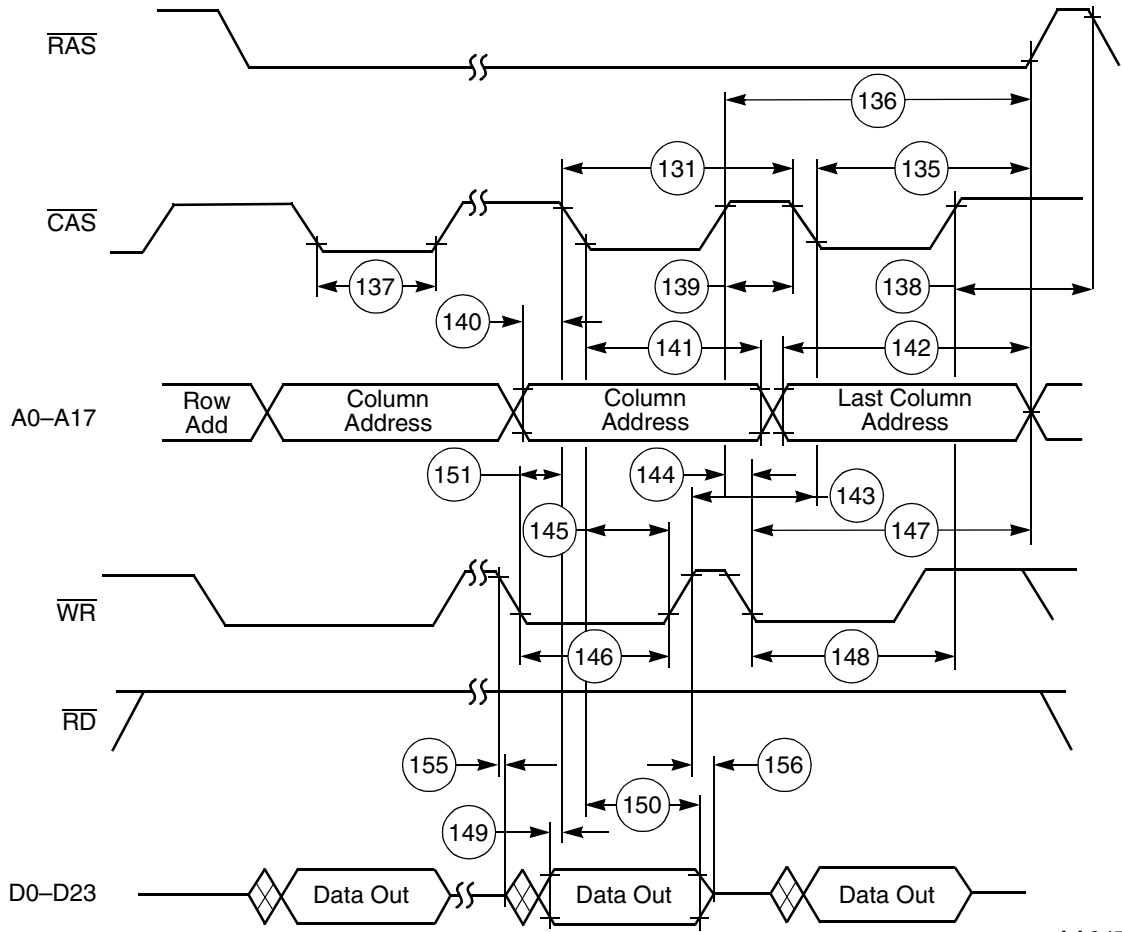 RAS
136
131
135
CAS
137
139
138
140
141
142
A0–A17
Row
Add
Column
Address
Column
Address
Last Column
Address
151
144
143
145
147
WR
146
148
RD
155
156
150
149
D0–D23
Data Out
Data Out
Data Out